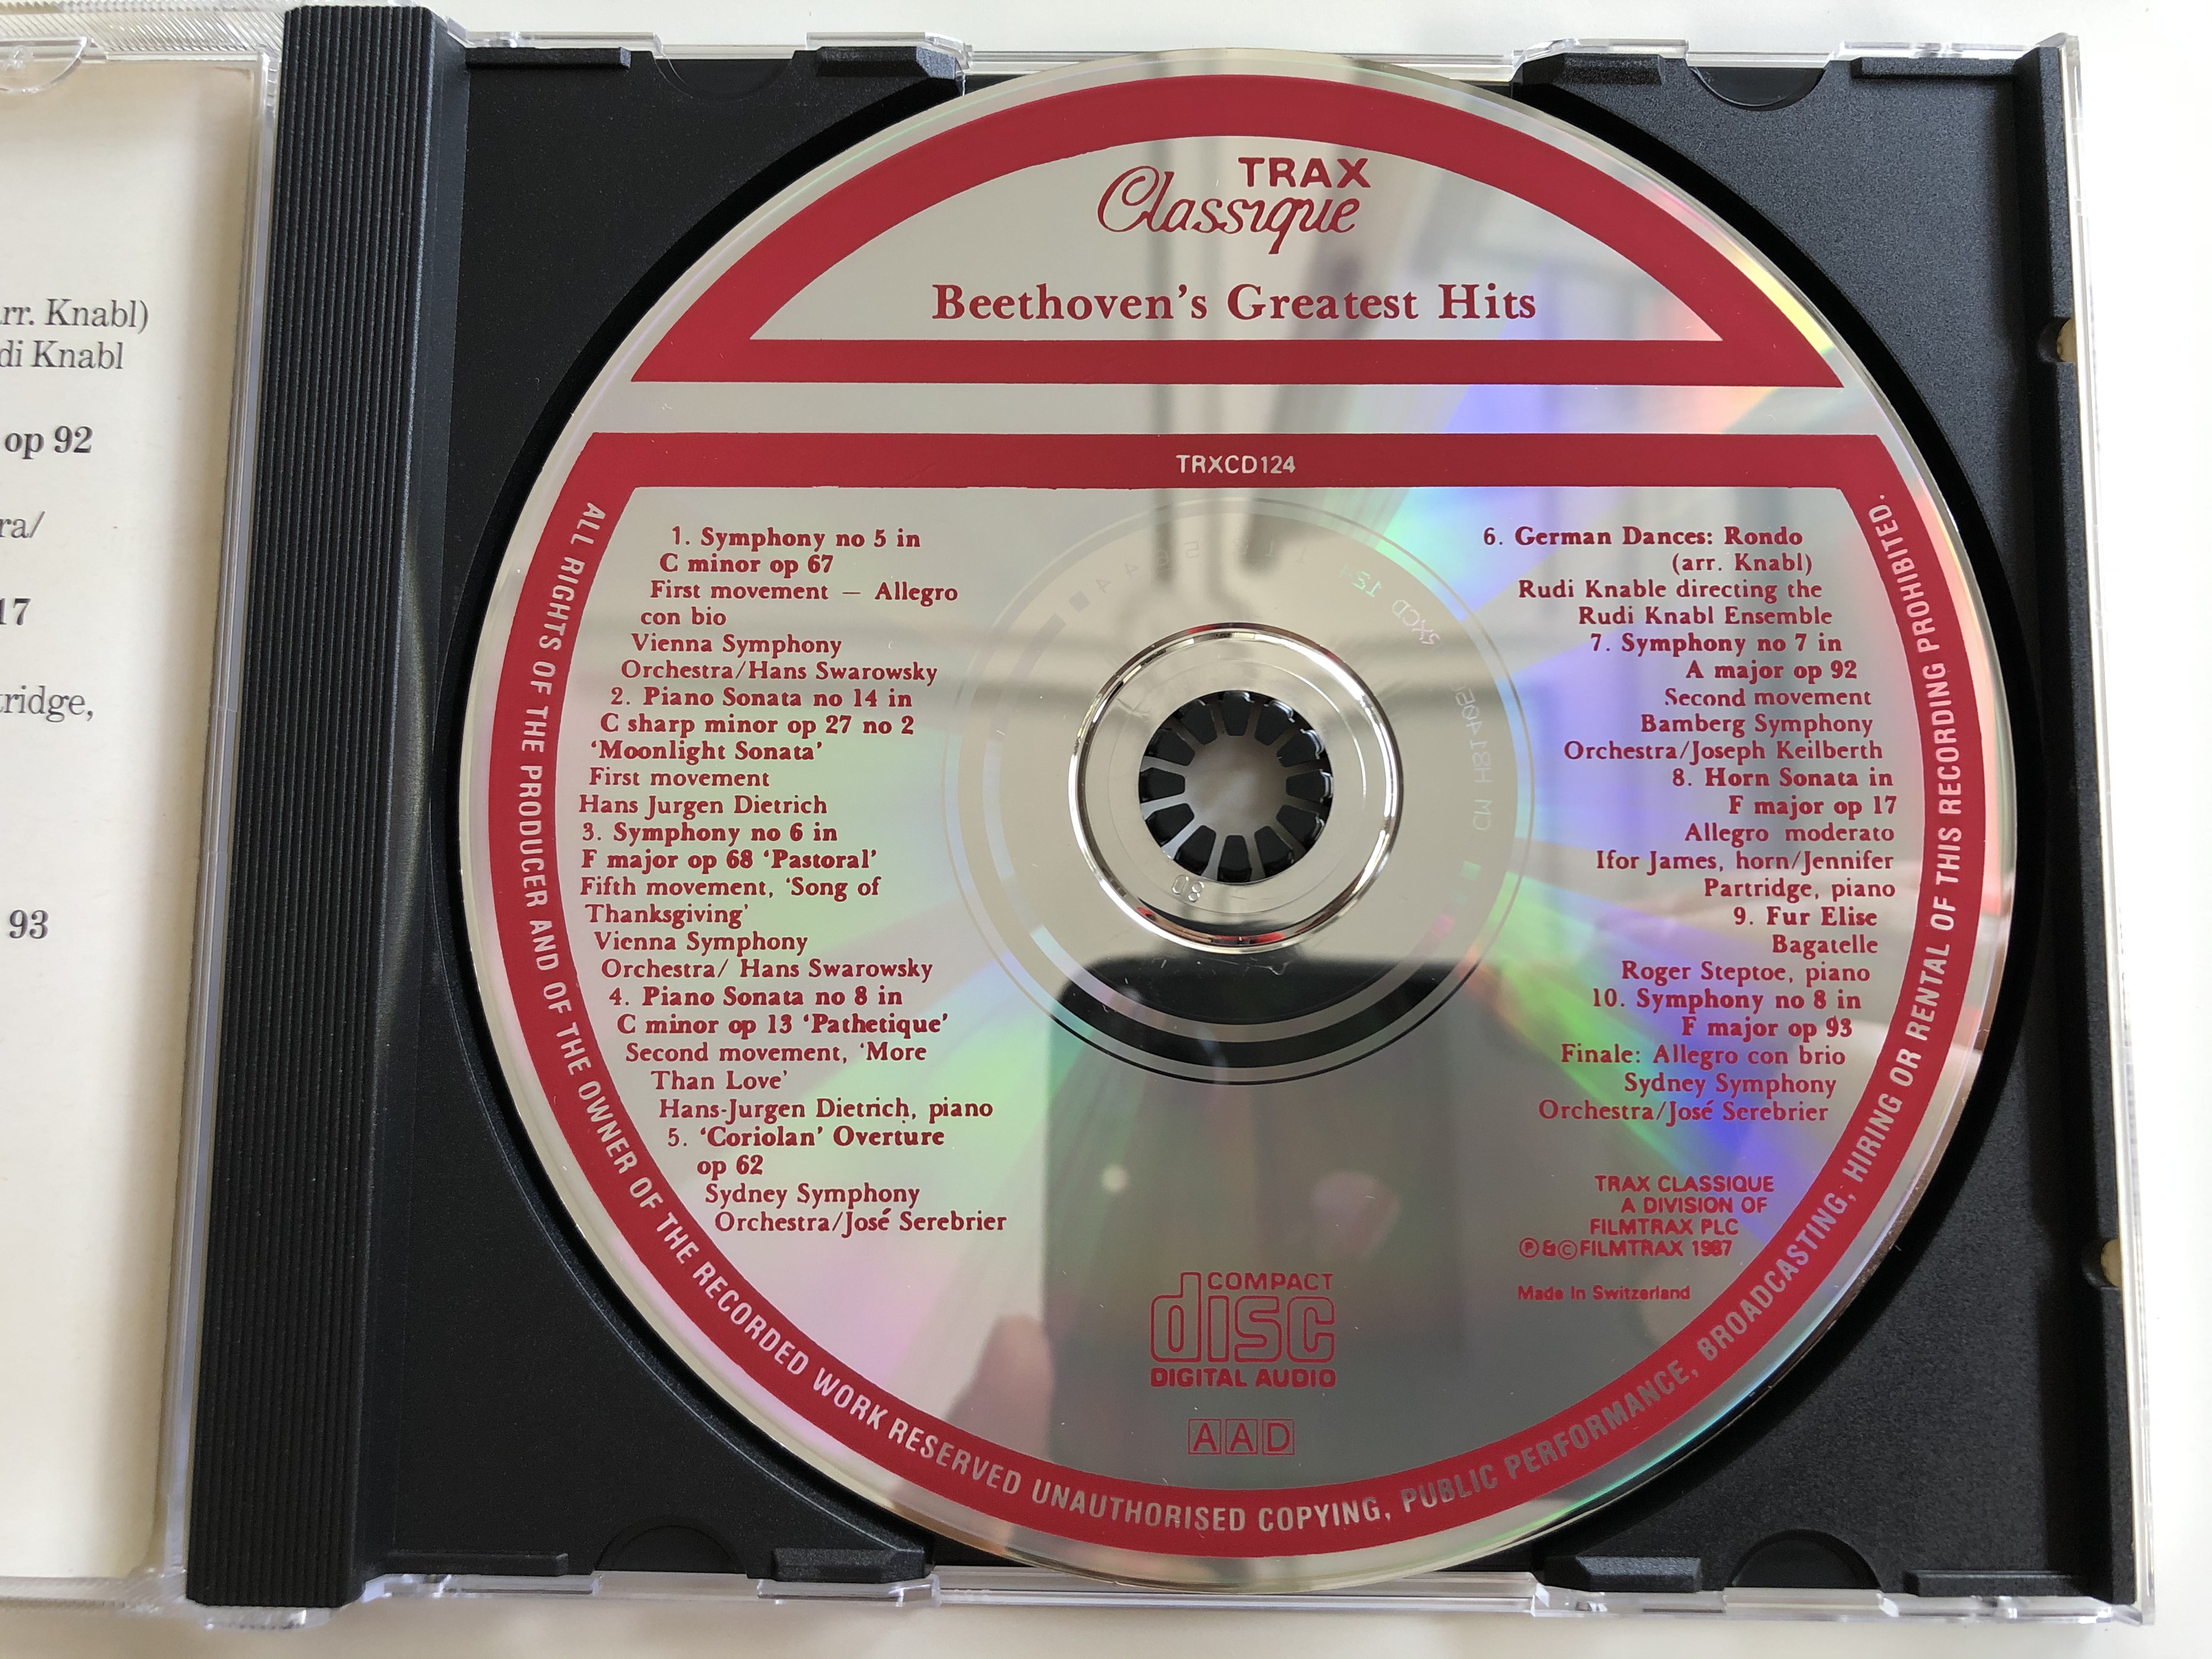 rr. Knabl)
di Knabl
op 92
ra/
17
ridge,
93
TRAX
Classique
Beethoven's Greatest Hits
TRXCD124
1. Symphony no 5 in
C minor op 67
First movement — Allegro
con bio
Vienna Symphony
Orchestra/Hans Swarowsky
2. Piano Sonata no 14 in
C sharp minor op 27 no 2
‘Moonlight Sonata’
First movement
Hans Jurgen Dietrich
3. Symphony no 6 in
F major op 68 ‘Pastoral’
Fifth movement, ‘Song of
Thanksgiving’
Vienna Symphony
Orchestra/ Hans Swarowsky
4. Piano Sonata no 8 in
C minor op 13 ‘Pathetique’
Second movement, ‘More
Than Love’
Hans-Jurgen Dietrich, piano
5. ‘Coriolan’ Overture
op 62
Sydney Symphony
Orchestra/José Serebrier
6. German Dances: Rondo
(arr. Knabl)
Rudi Knable directing the
Rudi Knabl Ensemble
7. Symphony no 7 in
A major op 92
Second movement
Bamberg Symphony
Orchestra/Joseph Keilberth
8. Horn Sonata in
F major op 17
Allegro moderato
Ifor James, horn/Jennifer
Partridge, piano
9. Fur Elise
Bagatelle
Roger Steptoe, piano
10. Symphony no 8 in
F major op 93
Finale: Allegro con brio
Sydney Symphony
Orchestra/José Serebrier
TRAX CLASSIQUE
A DIVISION OF
FILMTRAX PLC
Ⓟ&©FILMTRAX 1987
Made in Switzerland
COMPACT
disc
DIGITAL AUDIO
AAD
ALL RIGHTS OF THE PRODUCER AND OF THE OWNER OF THE RECORDED WORK RESERVED UNAUTHORISED COPYING, PUBLIC PERFORMANCE, BROADCASTING, HIRING OR RENTAL OF THIS RECORDING PROHIBITED.